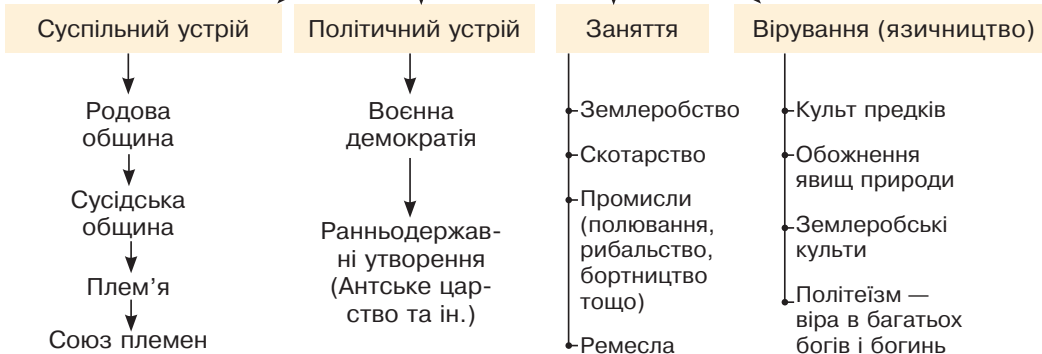 Суспільний устрій
Родова
община
Сусідська
община
Плем’я
Союз племен
Політичний устрій
Воєнна
демократія
Ранньодержав-
ні утворення
(Антське цар-
ство та ін.)
Заняття
Землеробство
Скотарство
Промисли
(полювання,
рибальство,
бортництво
тощо)
Ремесла
Вірування (язичництво)
Культ предків
Обожнення
явищ природи
Землеробські
культи
Політеїзм —
віра в багатьох
богів і богинь